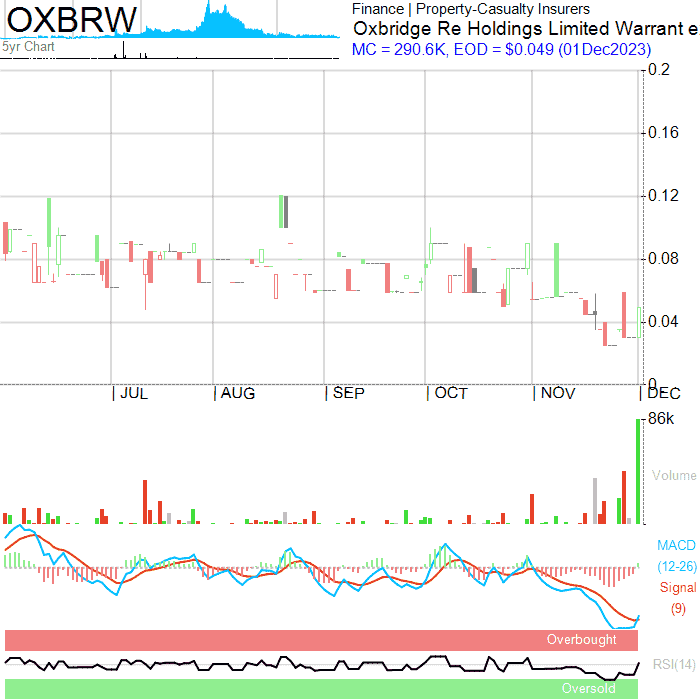 OXBRW
Finance | Property-Casualty Insurers
Oxbridge Re Holdings Limited Warrant e
MC = 290.6K, EOD = $0.049 (01Dec2023)
5yr Chart
0.2
0.16
0.12
0.08
0.04
0
| JUL | AUG | SEP | OCT | NOV | DEC
86k
Volume
MACD
(12-26)
Signal
(9)
Overbought
RSI(14)
Oversold